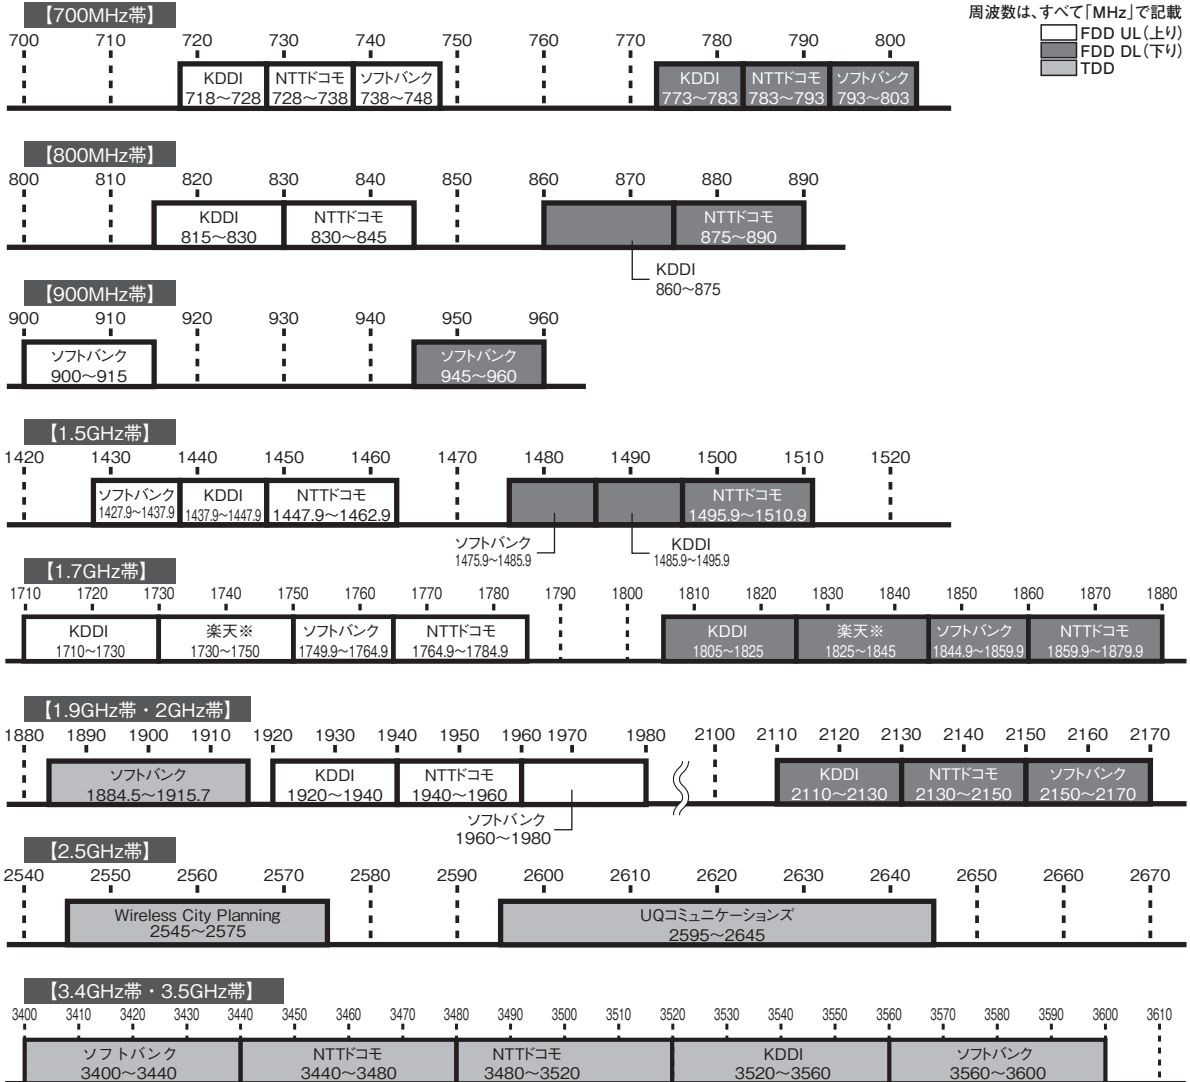 周波数は、すべて「MHz」で記載
FDD UL(上り)
FDD DL(下り)
TDD
【700MHz帯】
700 710 720 730 740 750 760 770 780 790 800
KDDI
718〜728
NTTドコモ
728〜738
ソフトバンク
738〜748
KDDI
773〜783
NTTドコモ
783〜793
ソフトバンク
793〜803
【800MHz帯】
800 810 820 830 840 850 860 870 880 890
KDDI
815〜830
NTTドコモ
830〜845
NTTドコモ
875〜890
KDDI
860〜875
【900MHz帯】
900 910 920 930 940 950 960
ソフトバンク
900〜915
ソフトバンク
945〜960
【1.5GHz帯】
1420 1430 1440 1450 1460 1470 1480 1490 1500 1510 1520
ソフトバンク
1427.9〜1437.9
KDDI
1437.9〜1447.9
NTTドコモ
1447.9〜1462.9
NTTドコモ
1495.9〜1510.9
ソフトバンク
1475.9〜1485.9
KDDI
1485.9〜1495.9
【1.7GHz帯】
1710 1720 1730 1740 1750 1760 1770 1780 1790 1800 1810 1820 1830 1840 1850 1860 1870 1880
KDDI
1710〜1730
楽天※
1730〜1750
ソフトバンク
1749.9〜1764.9
NTTドコモ
1764.9〜1784.9
KDDI
1805〜1825
楽天※
1825〜1845
ソフトバンク
1844.9〜1859.9
NTTドコモ
1859.9〜1879.9
【1.9GHz帯・2GHz帯】
1880 1890 1900 1910 1920 1930 1940 1950 1960 1970 1980 2100 2110 2120 2130 2140 2150 2160 2170
ソフトバンク
1884.5〜1915.7
KDDI
1920〜1940
NTTドコモ
1940〜1960
KDDI
2110〜2130
NTTドコモ
2130〜2150
ソフトバンク
2150〜2170
ソフトバンク
1960〜1980
【2.5GHz帯】
2540 2550 2560 2570 2580 2590 2600 2610 2620 2630 2640 2650 2660 2670
Wireless City Planning
2545〜2575
UQコミュニケーションズ
2595〜2645
【3.4GHz帯・3.5GHz帯】
3400 3410 3420 3430 3440 3450 3460 3470 3480 3490 3500 3510 3520 3530 3540 3550 3560 3570 3580 3590 3600 3610
ソフトバンク
3400〜3440
NTTドコモ
3440〜3480
NTTドコモ
3480〜3520
KDDI
3520〜3560
ソフトバンク
3560〜3600